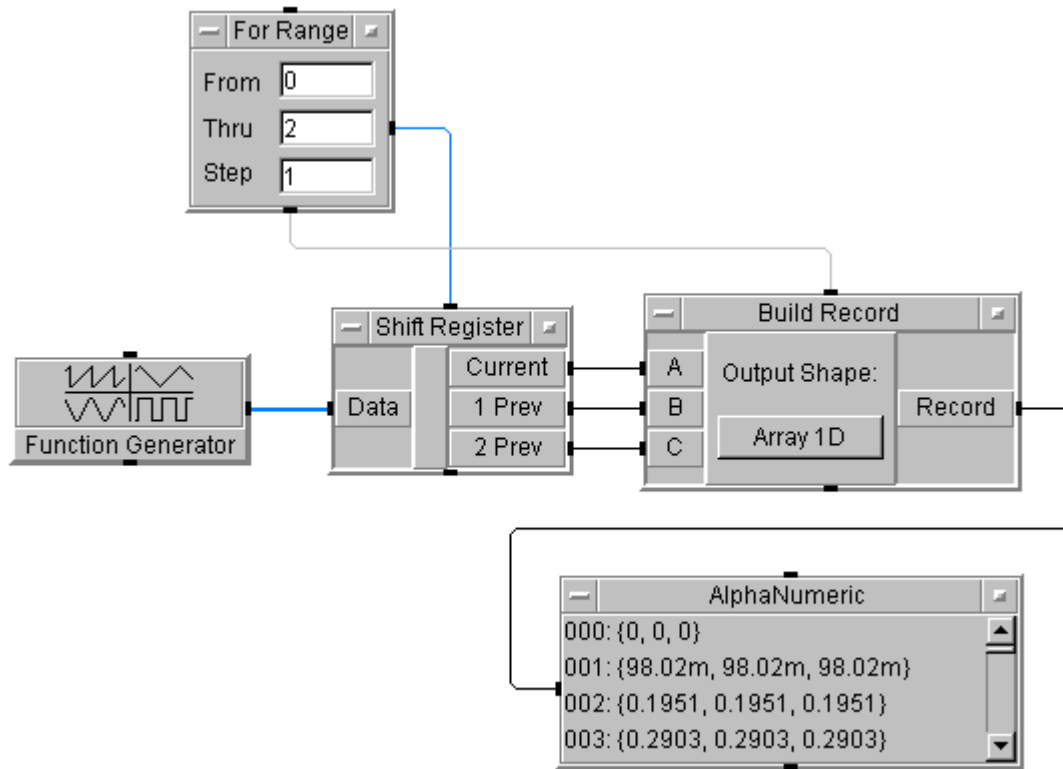 For Range
From 0
Thru 2
Step 1
Shift Register
Data
Current
1 Prev
2 Prev
Build Record
A
B
C
Output Shape:
Array 1D
Record
Function Generator
AlphaNumeric
000: {0, 0, 0}
001: {98.02m, 98.02m, 98.02m}
002: {0.1951, 0.1951, 0.1951}
003: {0.2903, 0.2903, 0.2903}